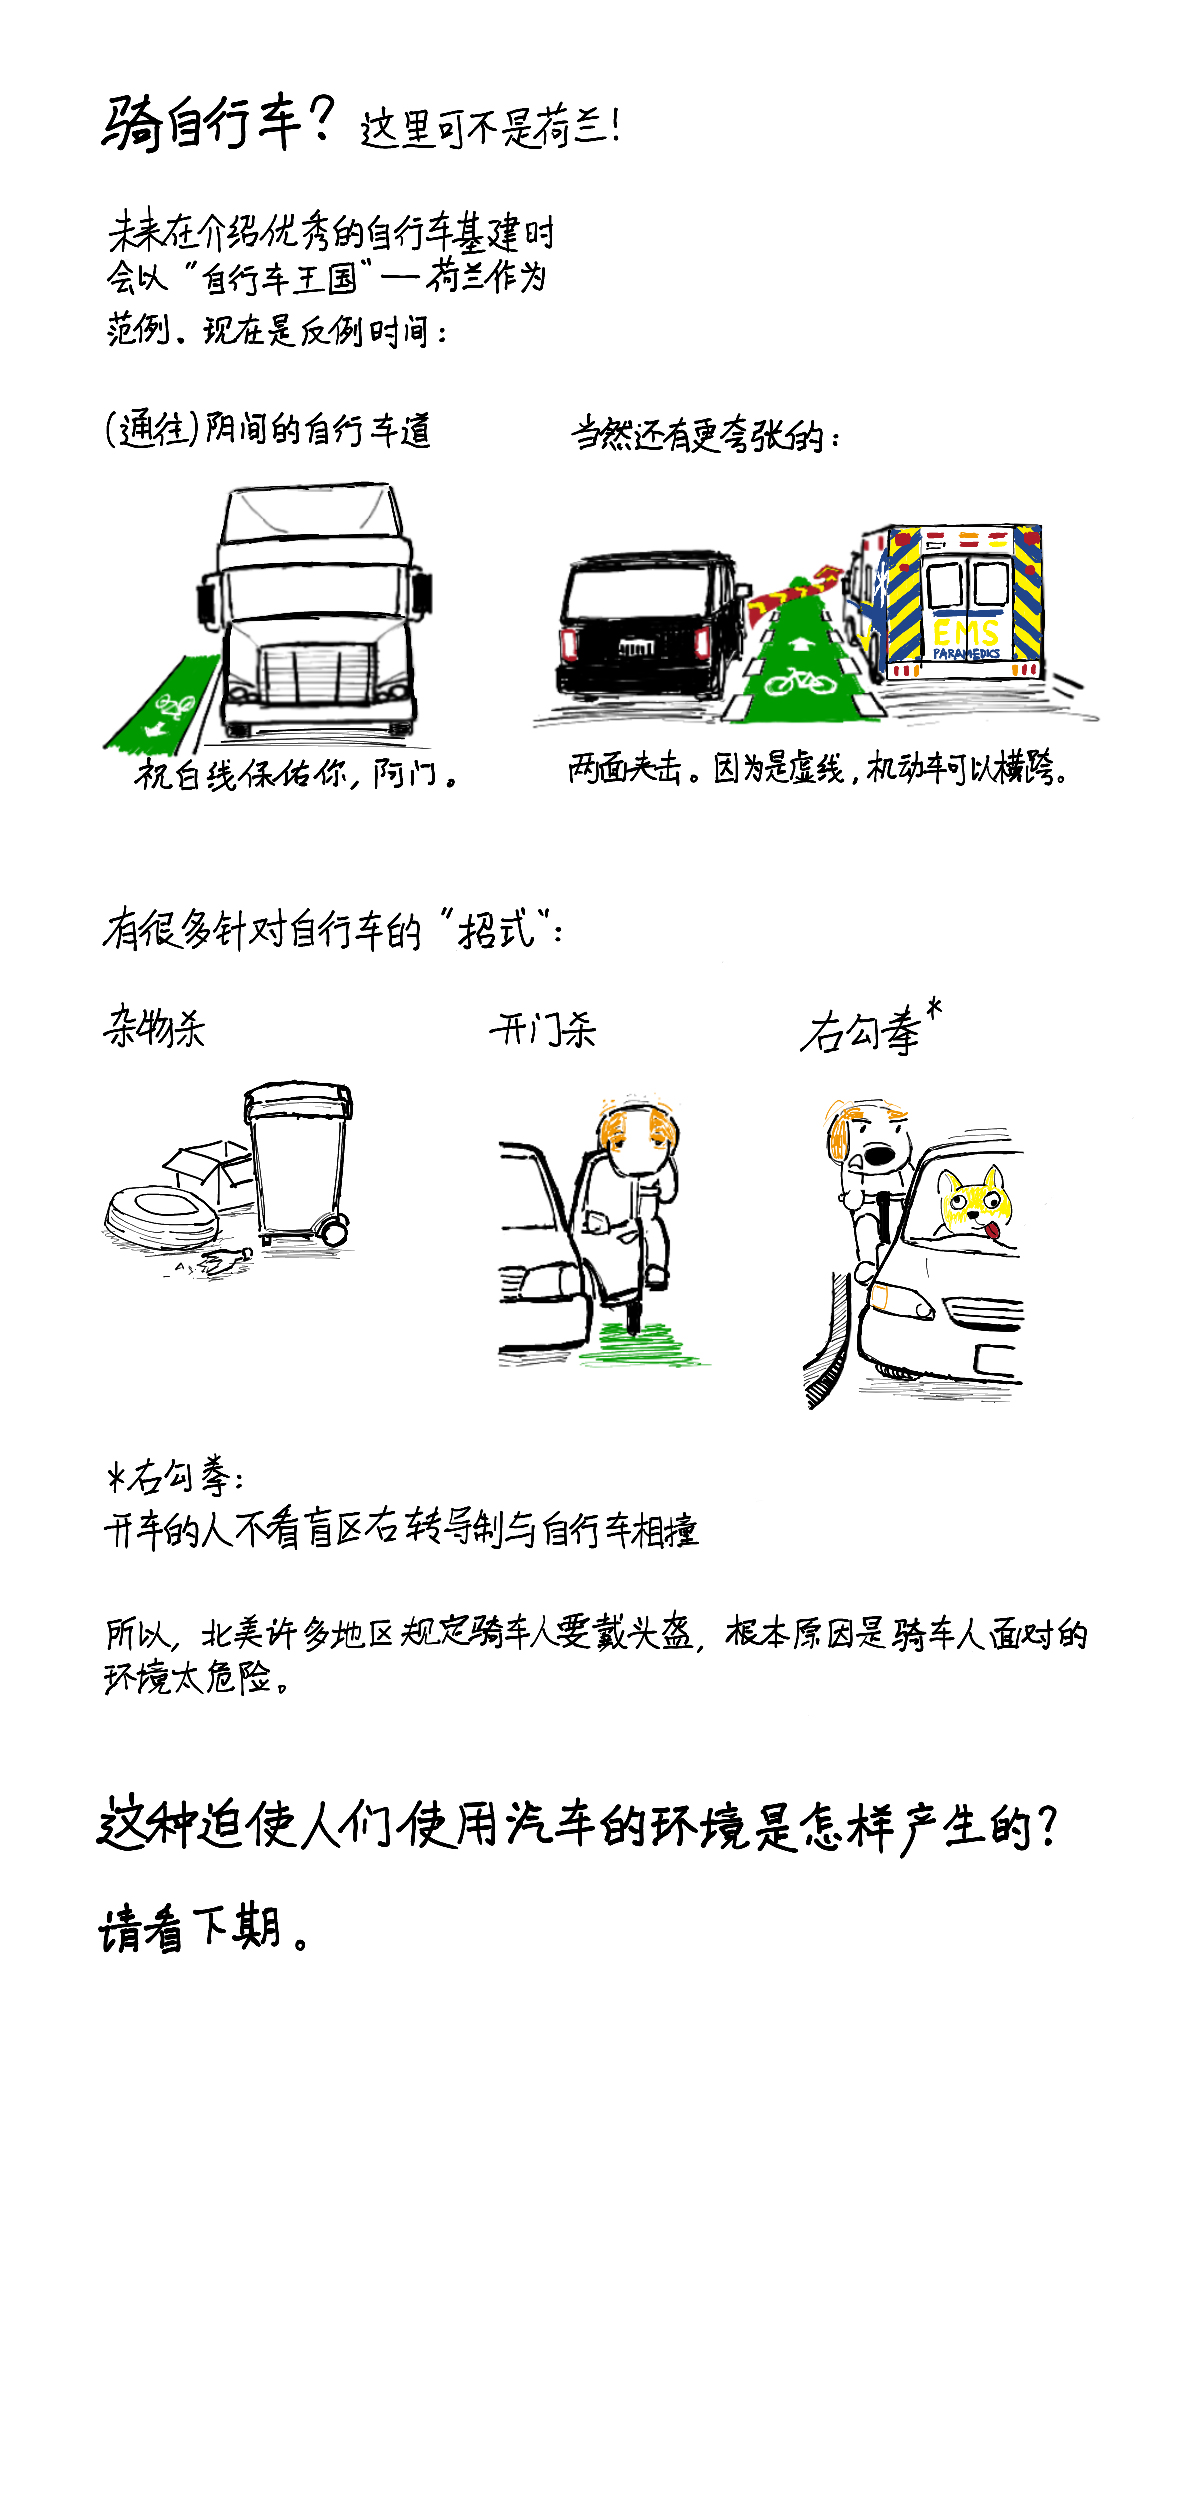 骑自行车？这里可不是荷兰！
未来在介绍优秀的自行车基建时
会以“自行车王国”——荷兰作为
范例．现在是反例时间：
（通往）阴间的自行车道
当然还有更夸张的：
EMS
PARAMEDICS
祝白线保佑你，阿门。
两面夹击。因为是虚线，机动车可以横跨。
有很多针对自行车的“招式”：
杂物杀
开门杀
右勾拳*
*右勾拳：
开车的人不看盲区右转导制与自行车相撞
所以，北美许多地区规定骑车人要戴头盔，根本原因是骑车人面对的
环境太危险。
这种迫使人们使用汽车的环境是怎样产生的？
请看下期。